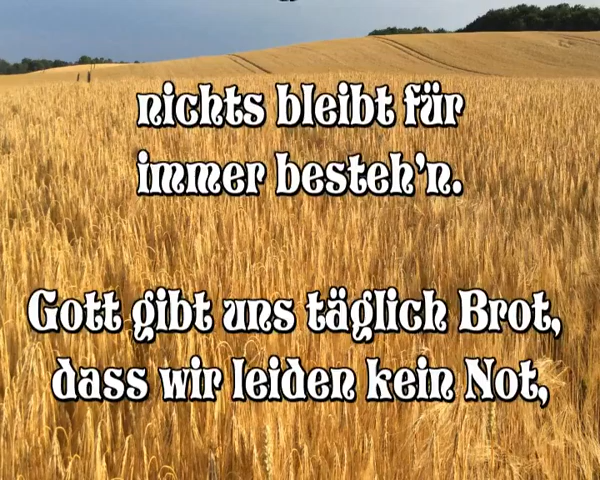 nichts bleibt für
immer besteh'n.
Gott gibt uns täglich Brot,
dass wir leiden kein Not,